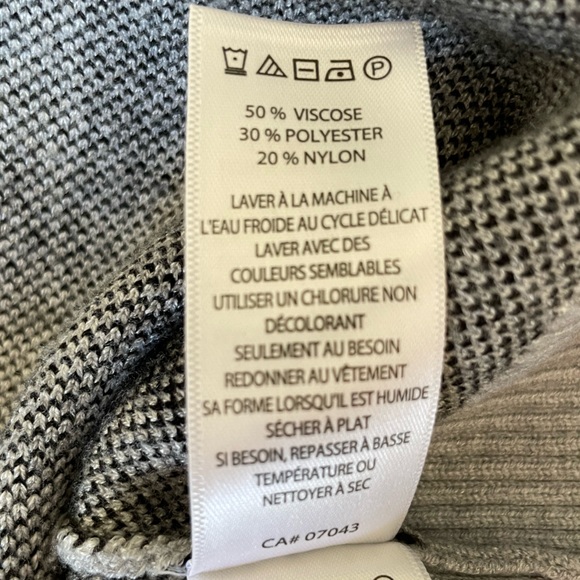 50 % VISCOSE
30 % POLYESTER
20 % NYLON
LAVER À LA MACHINE À
L'EAU FROIDE AU CYCLE DÉLICAT
LAVER AVEC DES
COULEURS SEMBLABLES
UTILISER UN CHLORURE NON
DÉCOLORANT
SEULEMENT AU BESOIN
REDONNER AU VÊTEMENT
SA FORME LORSQU'IL EST HUMIDE
SÉCHER À PLAT
SI BESOIN, REPASSER À BASSE
TEMPÉRATURE OU
NETTOYER À SEC
CA# 07043